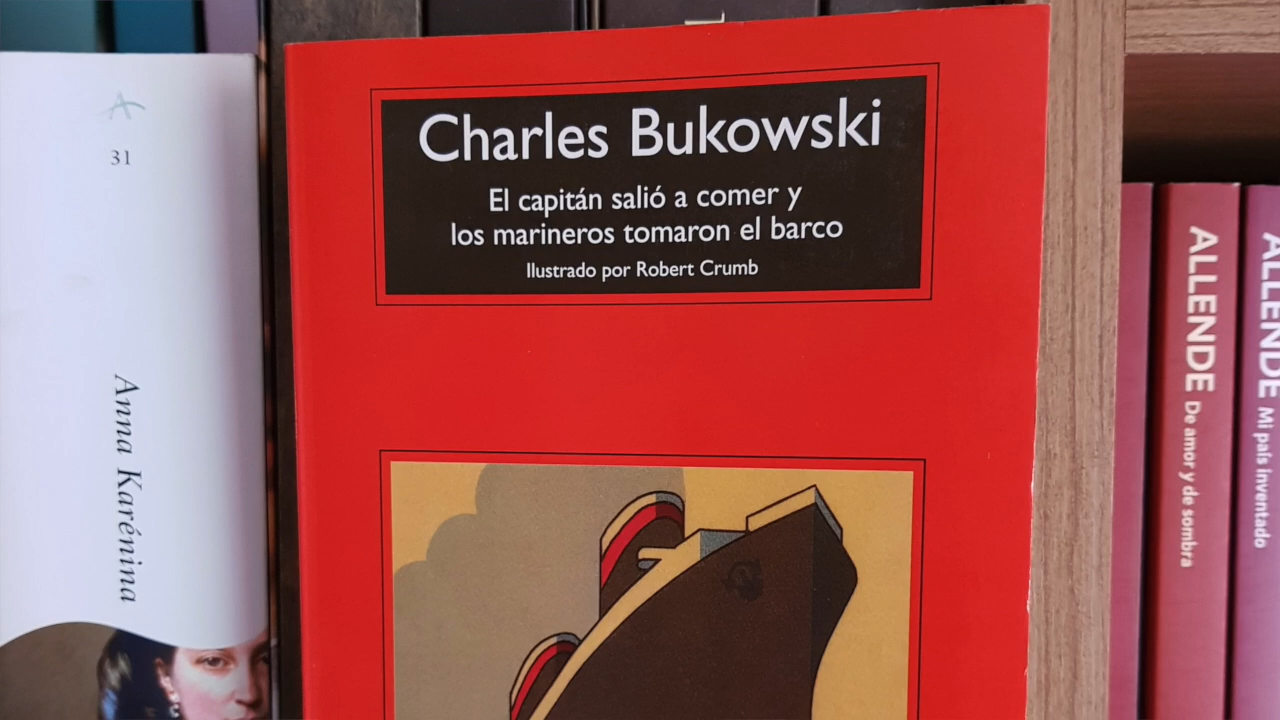 31
Anna Karénina
Charles Bukowski
El capitán salió a comer y
los marineros tomaron el barco
Ilustrado por Robert Crumb
ALLENDE De amor y de sombra
ALLENDE Mi país inventado